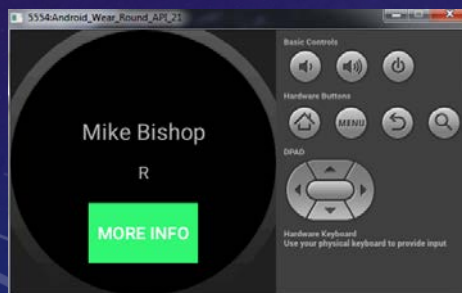 5554:Android_Wear_Round_API_21
Mike Bishop
R
MORE INFO
Basic Controls
Hardware Buttons
MENU
DPAD
Hardware Keyboard
Use your physical keyboard to provide input